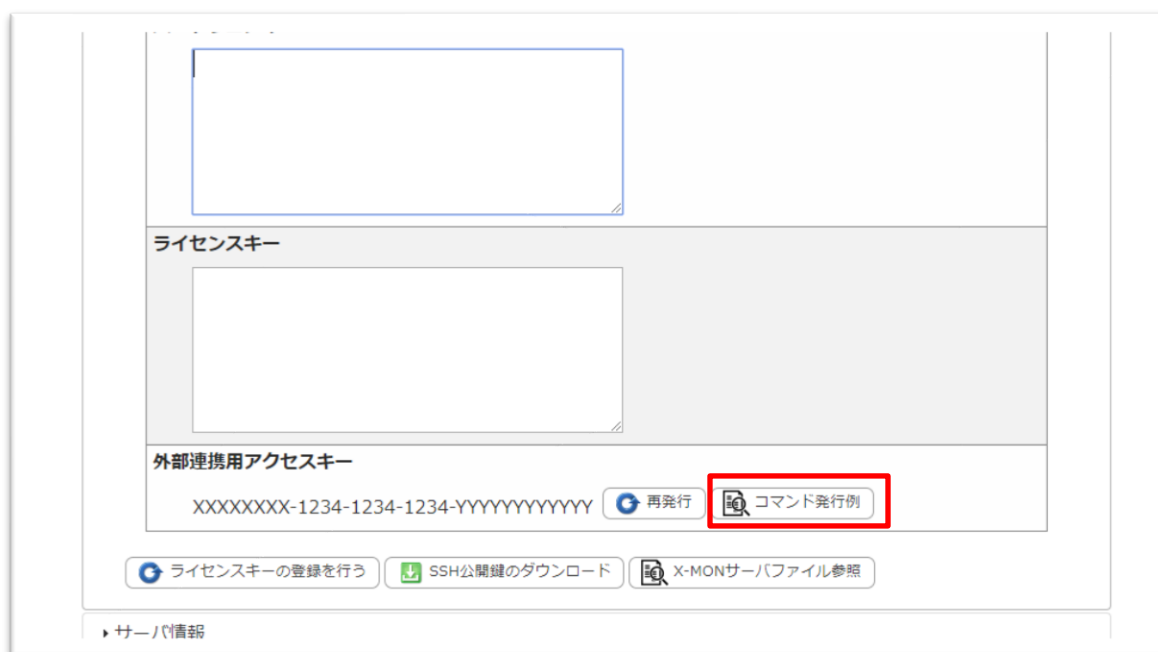 ライセンスキー
外部連携用アクセスキー
XXXXXXXX-1234-1234-1234-YYYYYYYYYYYY 再発行 コマンド発行例
ライセンスキーの登録を行う SSH公開鍵のダウンロード X-MONサーバファイル参照
サーバ情報